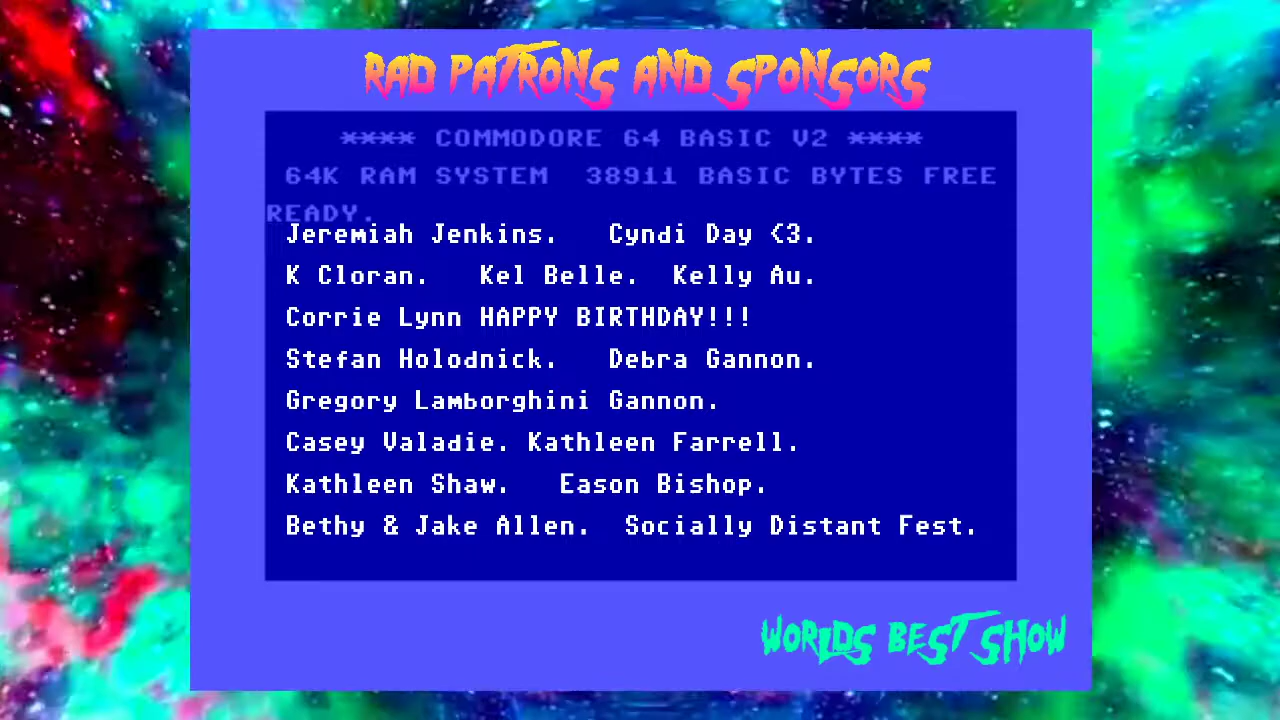 RAD PATRONS AND SPONSORS
**** COMMODORE 64 BASIC V2 ****
64K RAM SYSTEM 38911 BASIC BYTES FREE
READY.
Jeremiah Jenkins. Cyndi Day <3.
K Cloran. Kel Belle. Kelly Au.
Corrie Lynn HAPPY BIRTHDAY!!!
Stefan Holodnick. Debra Gannon.
Gregory Lamborghini Gannon.
Casey Valadie. Kathleen Farrell.
Kathleen Shaw. Eason Bishop.
Bethy & Jake Allen. Socially Distant Fest.
WORLDS BEST SHOW